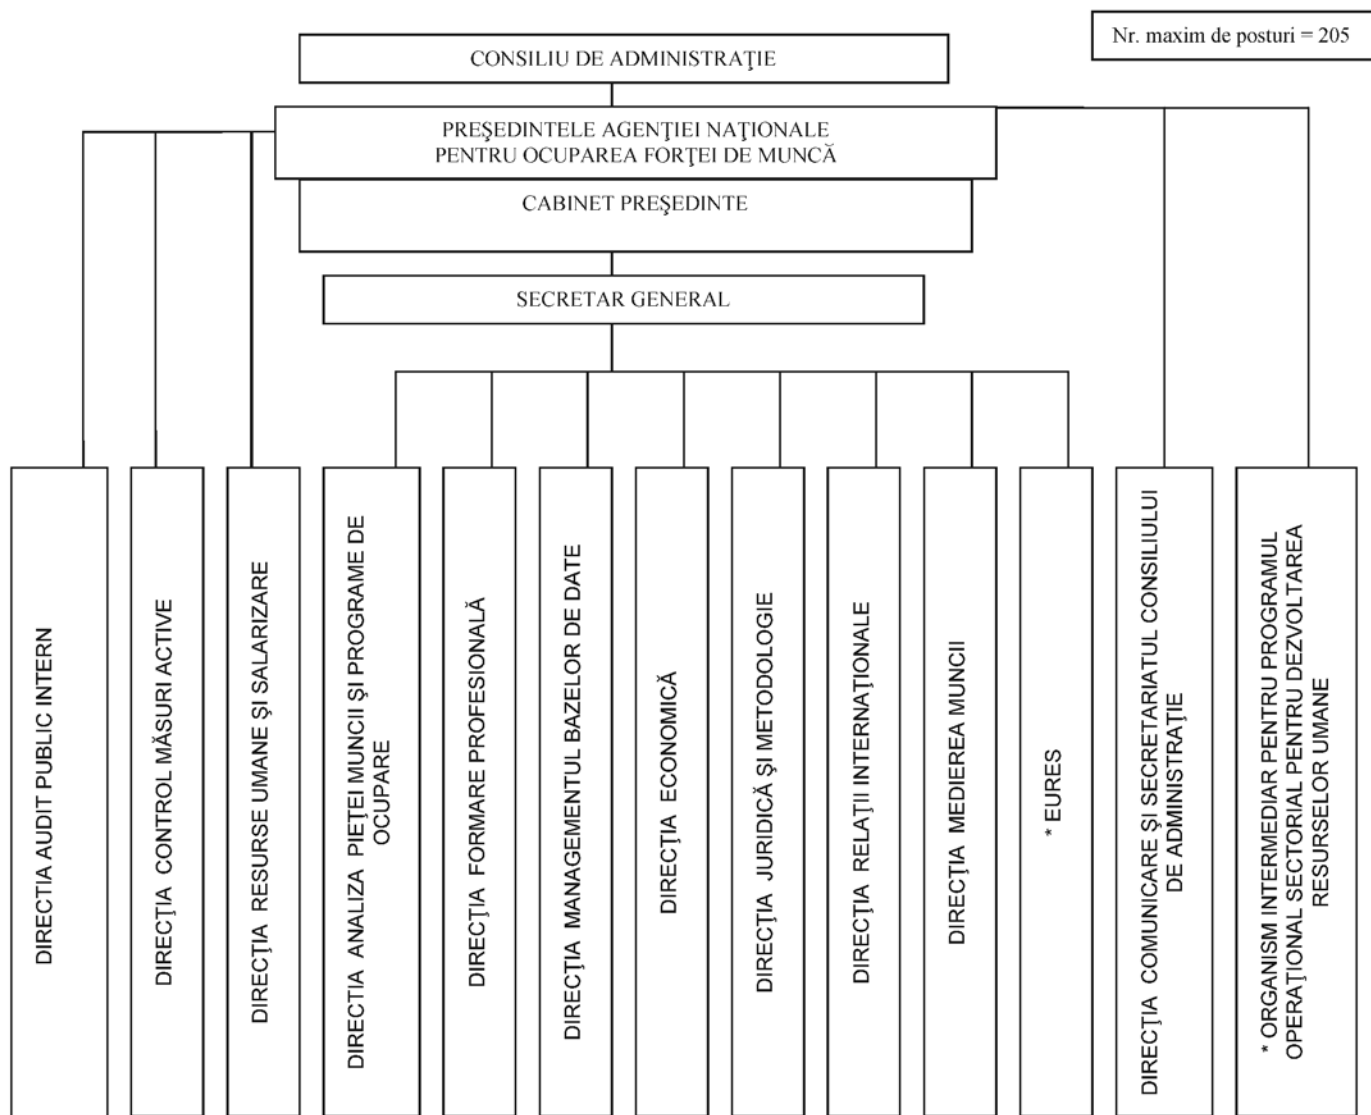 Nr. maxim de posturi = 205
CONSILIU DE ADMINISTRAŢIE
PREŞEDINTELE AGENŢIEI NAŢIONALE
PENTRU OCUPAREA FORŢEI DE MUNCĂ
CABINET PREŞEDINTE
SECRETAR GENERAL
DIRECTIA AUDIT PUBLIC INTERN
DIRECŢIA CONTROL MĂSURI ACTIVE
DIRECŢIA RESURSE UMANE ŞI SALARIZARE
DIRECTIA ANALIZA PIEŢEI MUNCII ŞI PROGRAME DE
OCUPARE
DIRECŢIA FORMARE PROFESIONALĂ
DIRECŢIA MANAGEMENTUL BAZELOR DE DATE
DIRECŢIA ECONOMICĂ
DIRECŢIA JURIDICĂ ŞI METODOLOGIE
DIRECŢIA RELAŢII INTERNAŢIONALE
DIRECŢIA MEDIEREA MUNCII
* EURES
DIRECŢIA COMUNICARE ŞI SECRETARIATUL CONSILIULUI
DE ADMINISTRAŢIE
* ORGANISM INTERMEDIAR PENTRU PROGRAMUL
OPERAŢIONAL SECTORIAL PENTRU DEZVOLTAREA
RESURSELOR UMANE